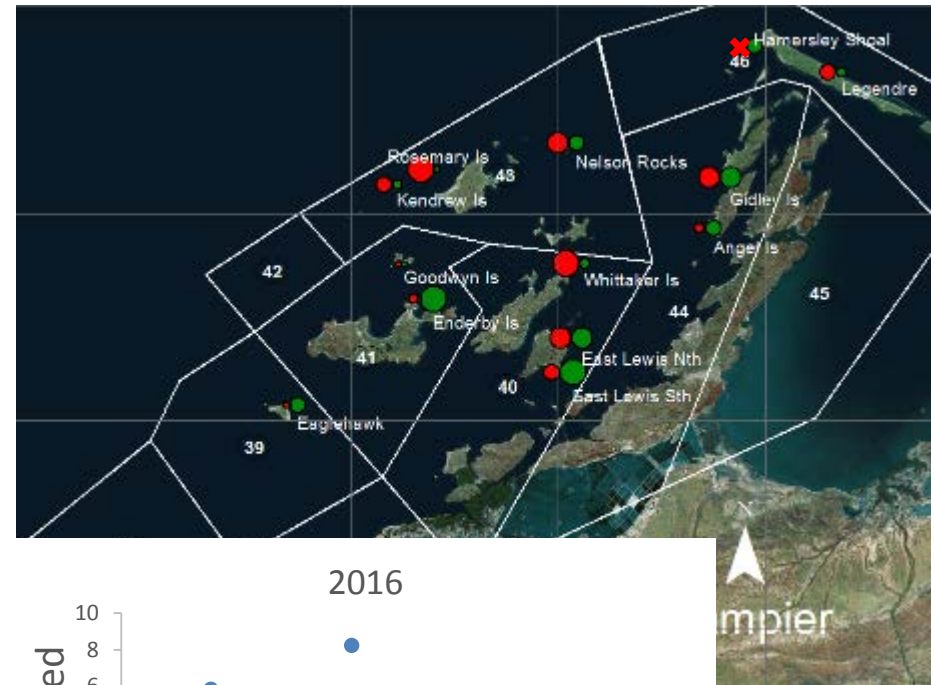 Hamersley Shoal
46
Legendre
Rosemary Is
48
Nelson Rocks
Kendrew Is
Gidley Is
Angel Is
42
Goodwyn Is
Whittaker Is
45
44
Enderby Is
41
East Lewis Nth
40
East Lewis Sth
Eaglehawk
39
N
mpier
2016
10
8
6
ed